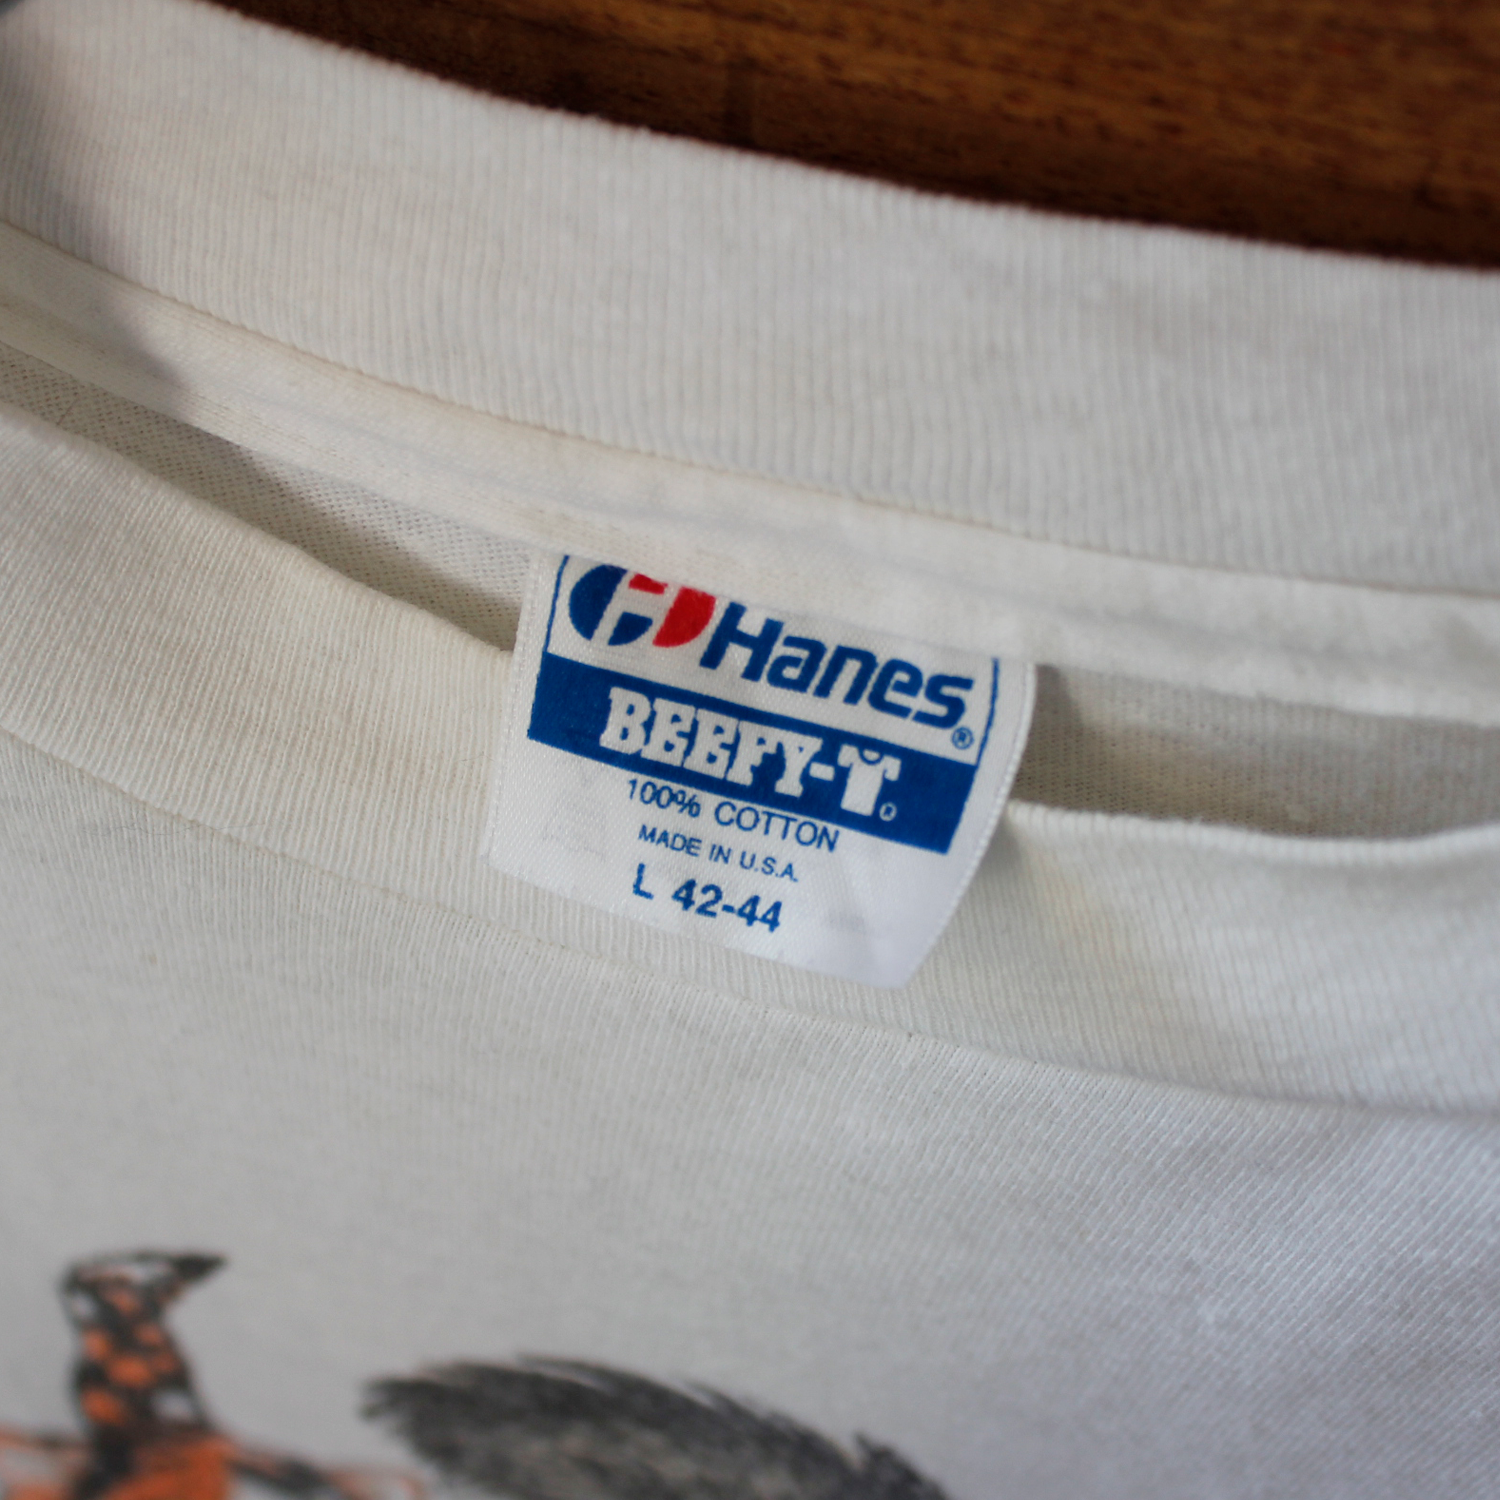 Hanes®
BEEFY-T®
100% COTTON
MADE IN U.S.A.
L 42-44